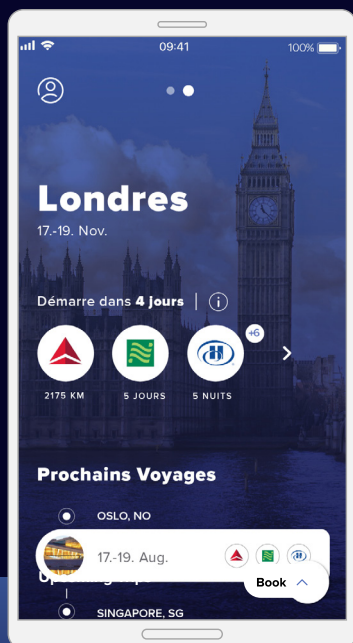 09:41
100%
Londres
17.-19. Nov.
Démarre dans 4 jours
i
+6
2175 KM
5 JOURS
5 NUITS
Prochains Voyages
OSLO, NO
17.-19. Aug.
Book
SINGAPORE, SG